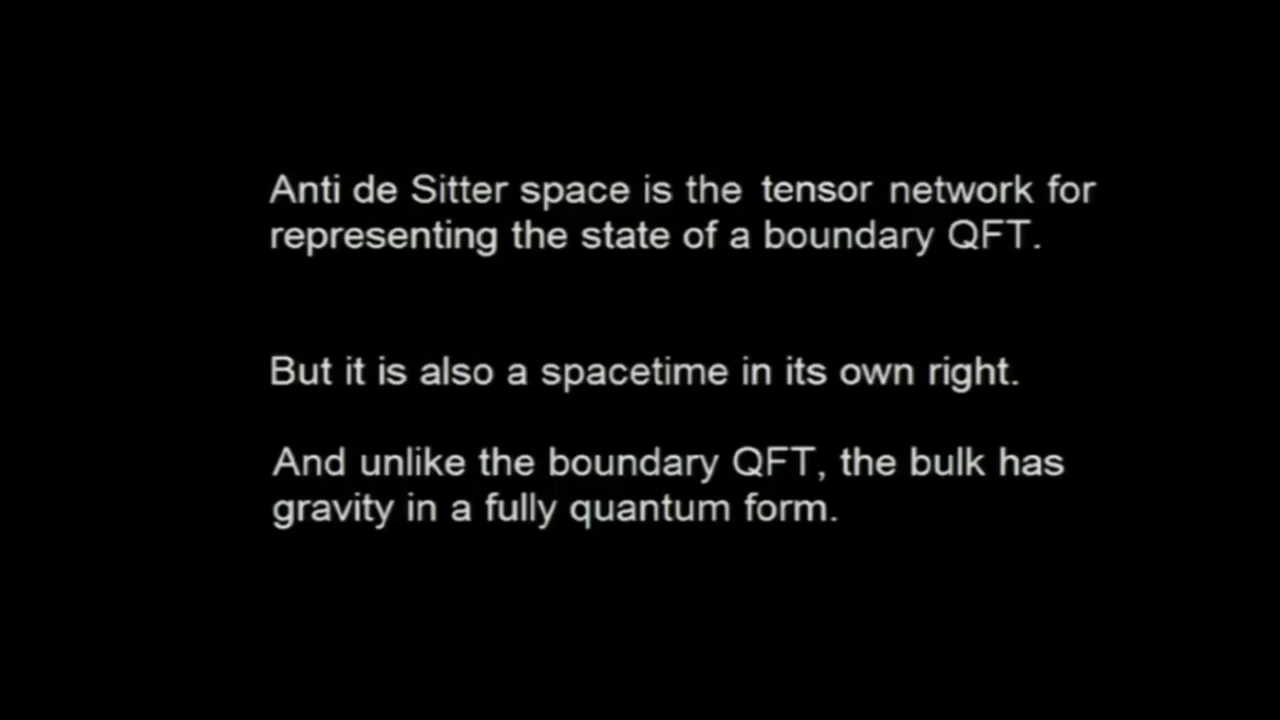 Anti de Sitter space is the tensor network for
representing the state of a boundary QFT.
But it is also a spacetime in its own right.
And unlike the boundary QFT, the bulk has
gravity in a fully quantum form.